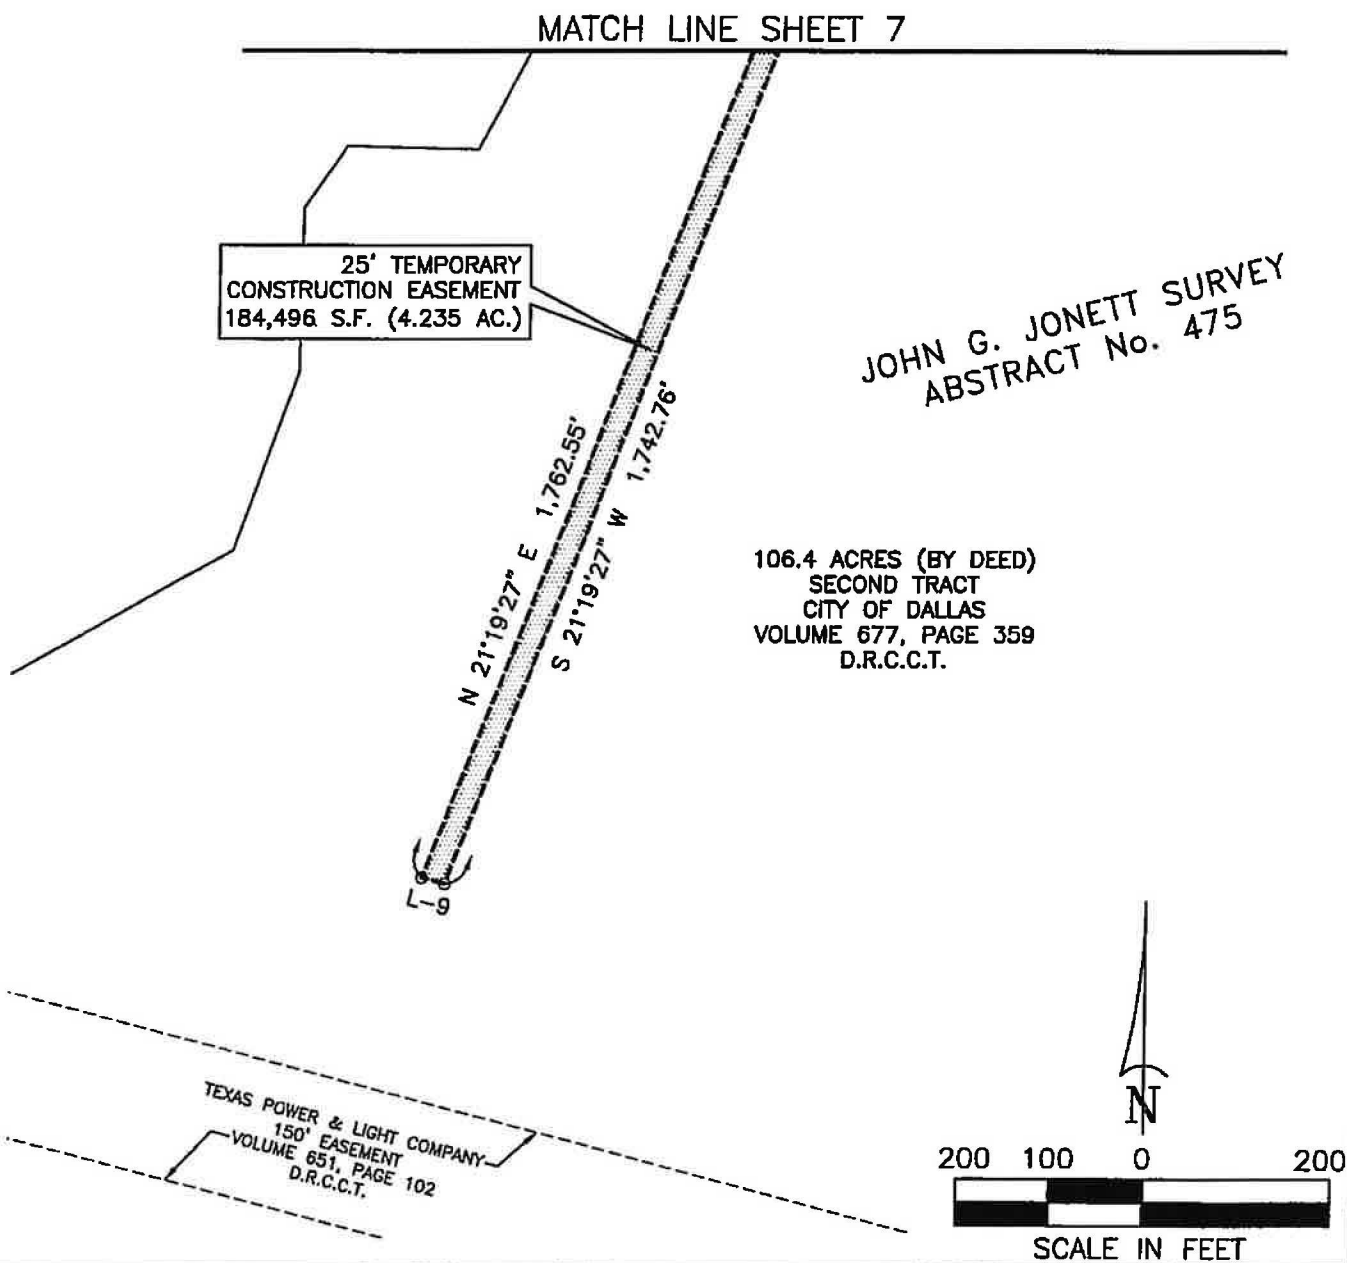 MATCH LINE SHEET 7
25' TEMPORARY
CONSTRUCTION EASEMENT
184,496 S.F. (4.235 AC.)
JOHN G. JONETT SURVEY
ABSTRACT No. 475
N 21°19'27" E 1,762.55'
S 21°19'27" W 1,742.76'
106.4 ACRES (BY DEED)
SECOND TRACT
CITY OF DALLAS
VOLUME 677, PAGE 359
D.R.C.C.T.
L-9
TEXAS POWER & LIGHT COMPANY
150' EASEMENT
VOLUME 651, PAGE 102
D.R.C.C.T.
N
200 100 0 200
SCALE IN FEET